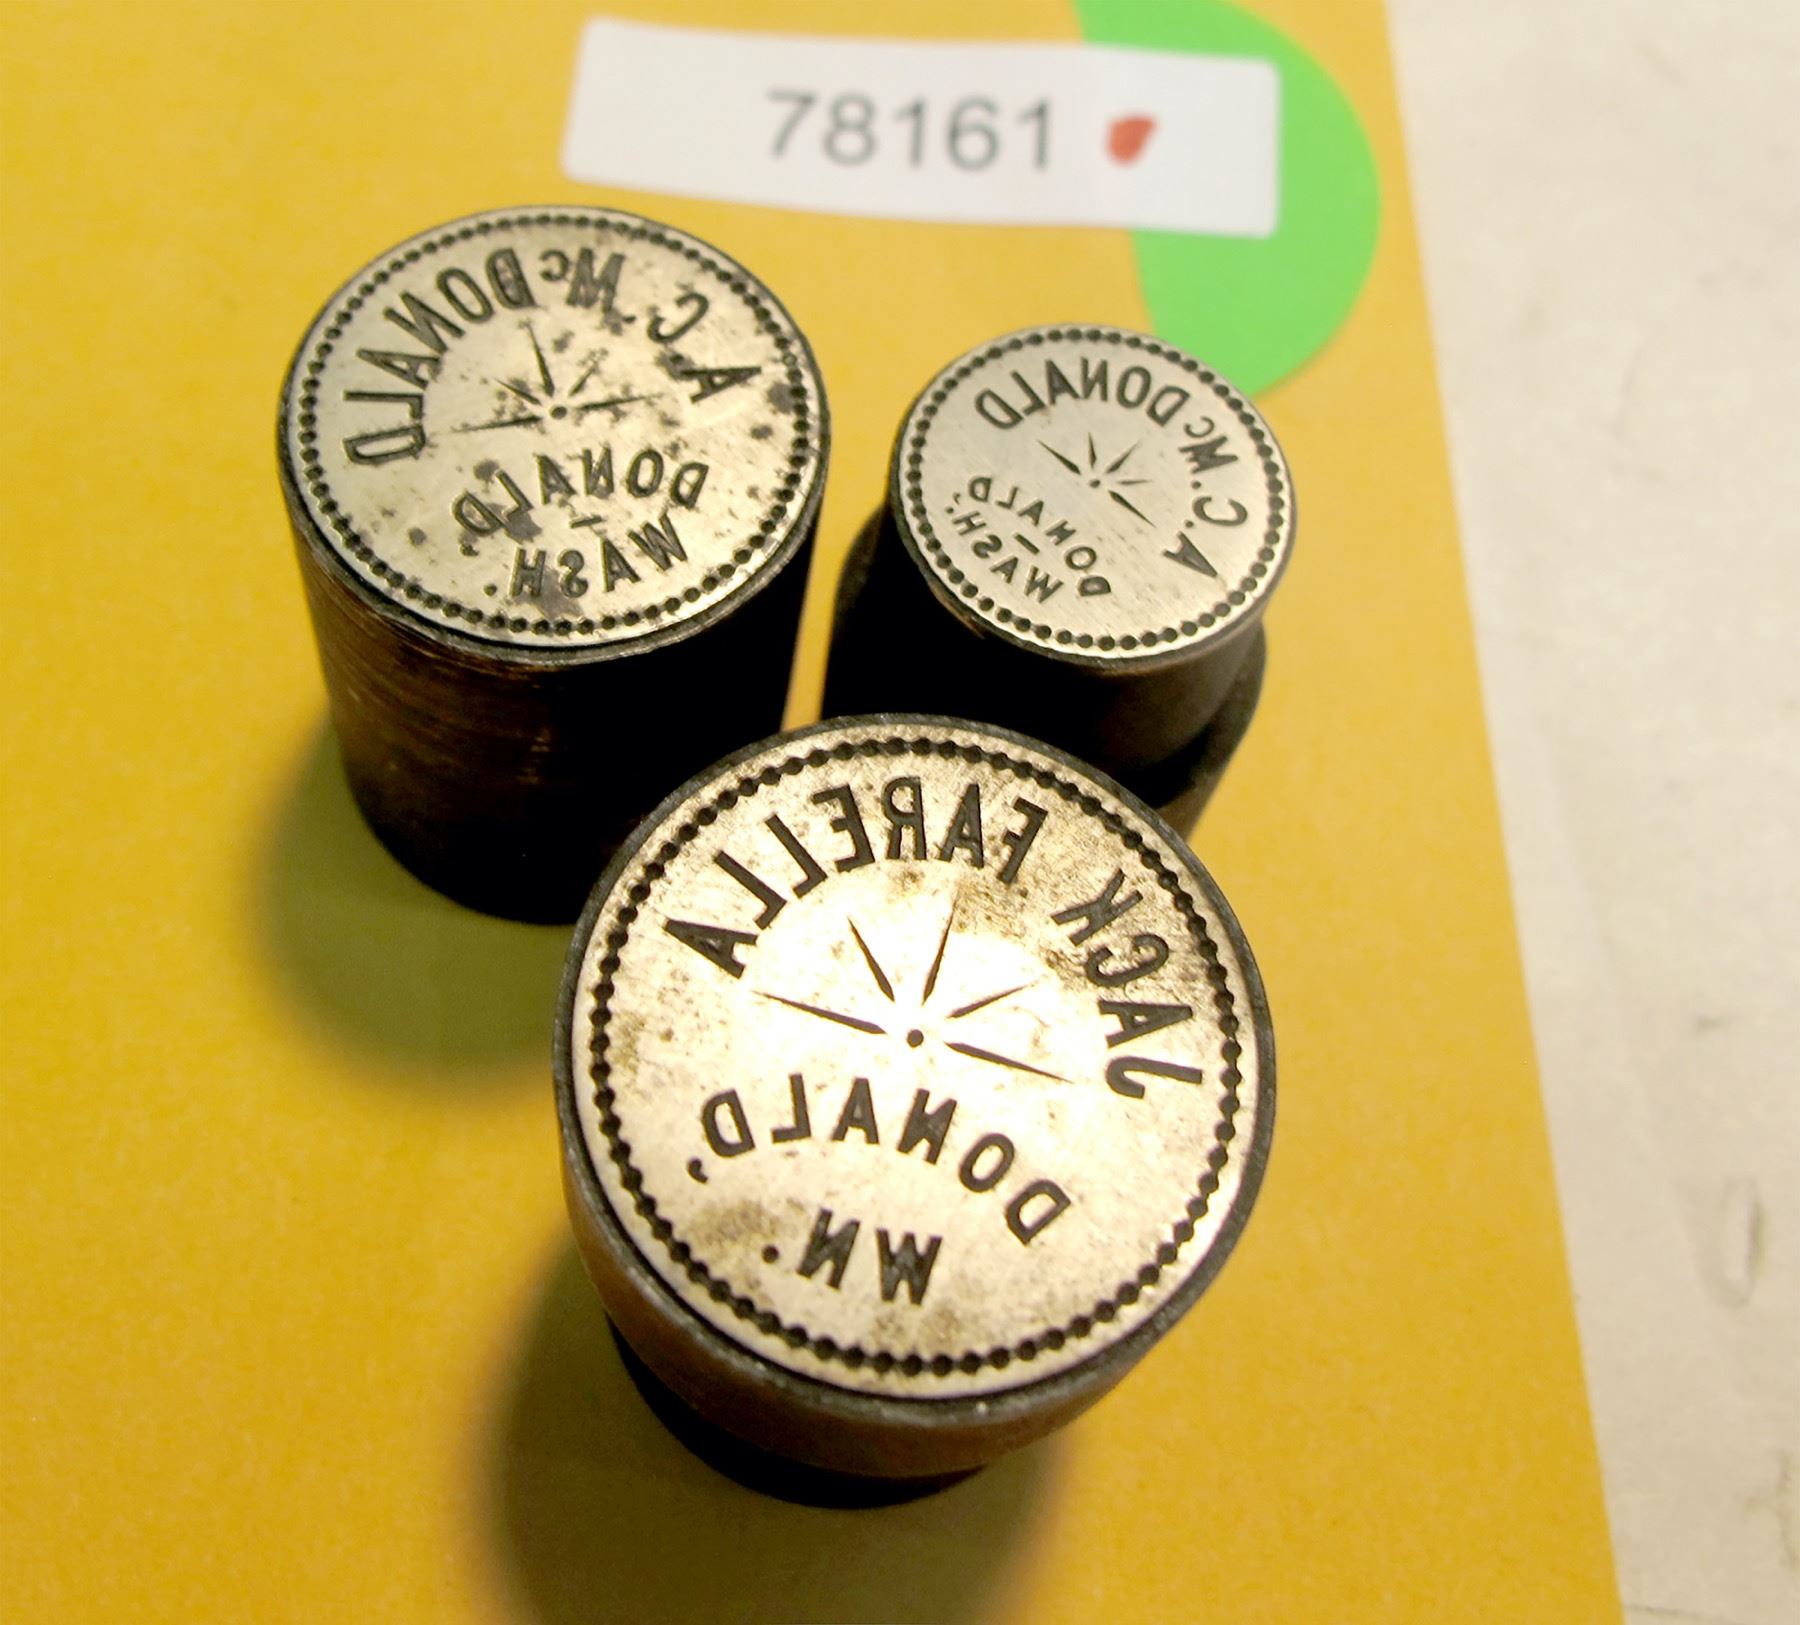 78161
A.C. McDONALD
DONALD,
WASH.
A.C. McDONALD
DONALD,
WASH.
JACK FARELLA
DONALD,
WN.